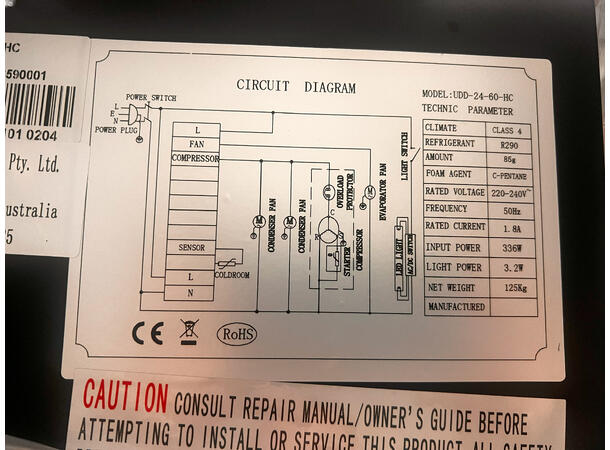 HC
590001
01 0204
Pty. Ltd.
Australia
25
CIRCUIT DIAGRAM
POWER SWITCH
L
E
N
POWER PLUG
L
FAN
COMPRESSOR
SENSOR
L
N
COLDROOM
M
CONDENSER FAN
M
CONDENSER FAN
OVERLOAD
PROTECTOR
C
R
S
STARTER
COMPRESSOR
M
EVAPORATOR FAN
LIGHT SWITCH
LED LIGHT
AC/DC SWITCH
MODEL:UDD-24-60-HC
TECHNIC PARAMETER
CLIMATE CLASS 4
REFRIGERANT R290
AMOUNT 85g
FOAM AGENT C-PENTANE
RATED VOLTAGE 220-240V~
FREQUENCY 50Hz
RATED CURRENT 1.8A
INPUT POWER 336W
LIGHT POWER 3.2W
NET WEIGHT 125Kg
MANUFACTURED
CE
RoHS
CAUTION CONSULT REPAIR MANUAL/OWNER'S GUIDE BEFORE
ATTEMPTING TO INSTALL OR SERVICE THIS PRODUCT ALL SAFETY